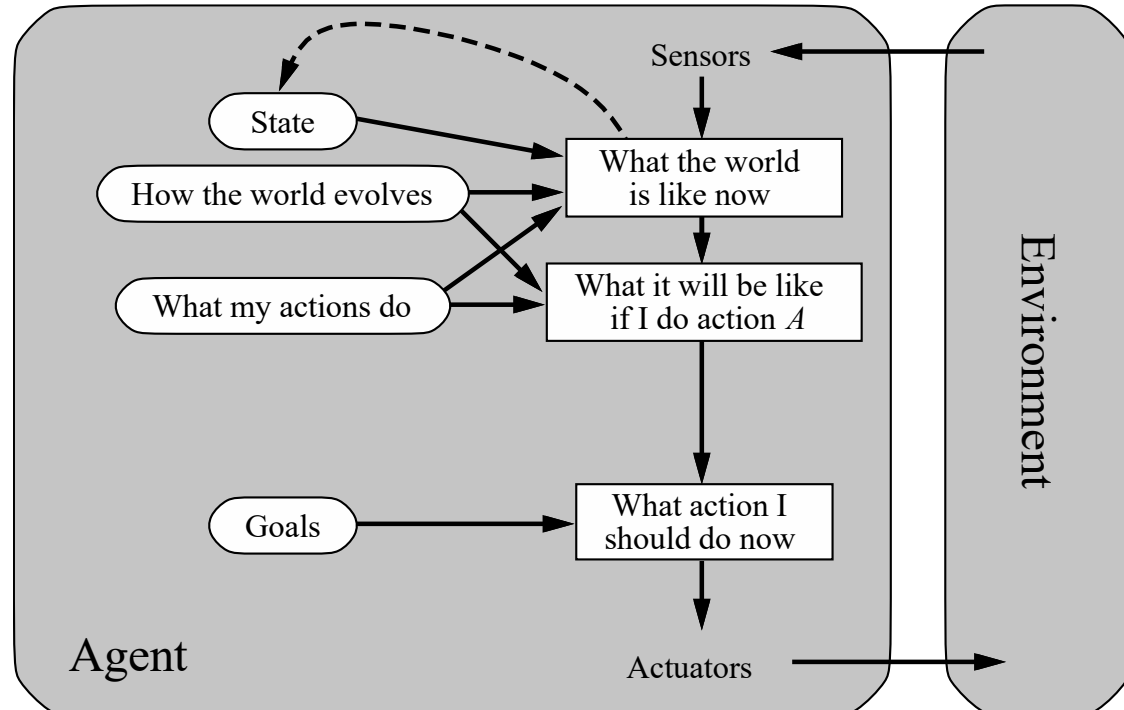 Sensors
State
What the world
is like now
How the world evolves
What it will be like
if I do action A
What my actions do
Environment
What action I
should do now
Goals
Agent
Actuators